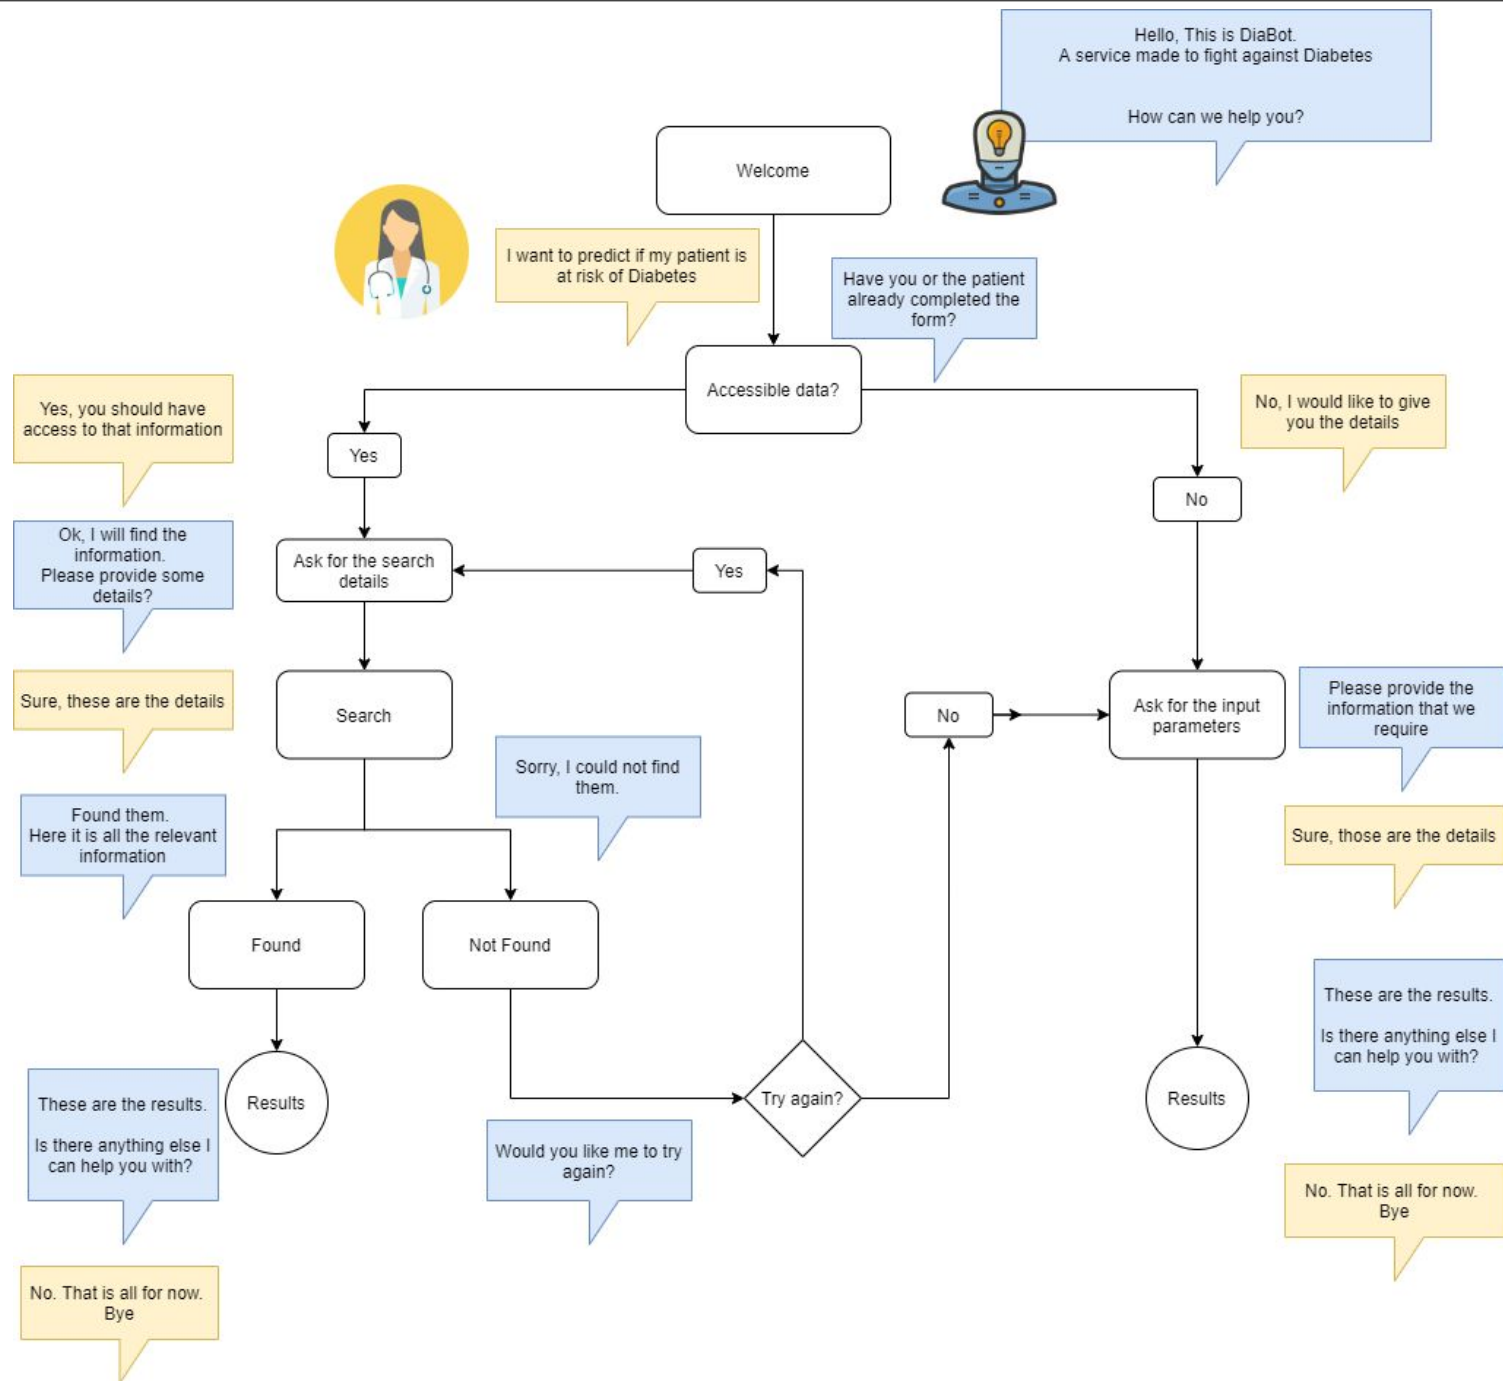 Hello, This is DiaBot.
A service made to fight against Diabetes
How can we help you?
Welcome
I want to predict if my patient is
at risk of Diabetes
Have you or the patient
already completed the
form?
Accessible data?
Yes, you should have
access to that information
Yes
No, I would like to give
you the details
No
Ok, I will find the
information.
Please provide some
details?
Ask for the search
details
Yes
Sure, these are the details
Search
Sorry, I could not find
them.
No
Ask for the input
parameters
Please provide the
information that we
require
Found them.
Here it is all the relevant
information
Sure, those are the details
Found
Not Found
These are the results.
Is there anything else I
can help you with?
Results
Try again?
Results
These are the results.
Is there anything else I
can help you with?
Would you like me to try
again?
No. That is all for now.
Bye
No. That is all for now.
Bye